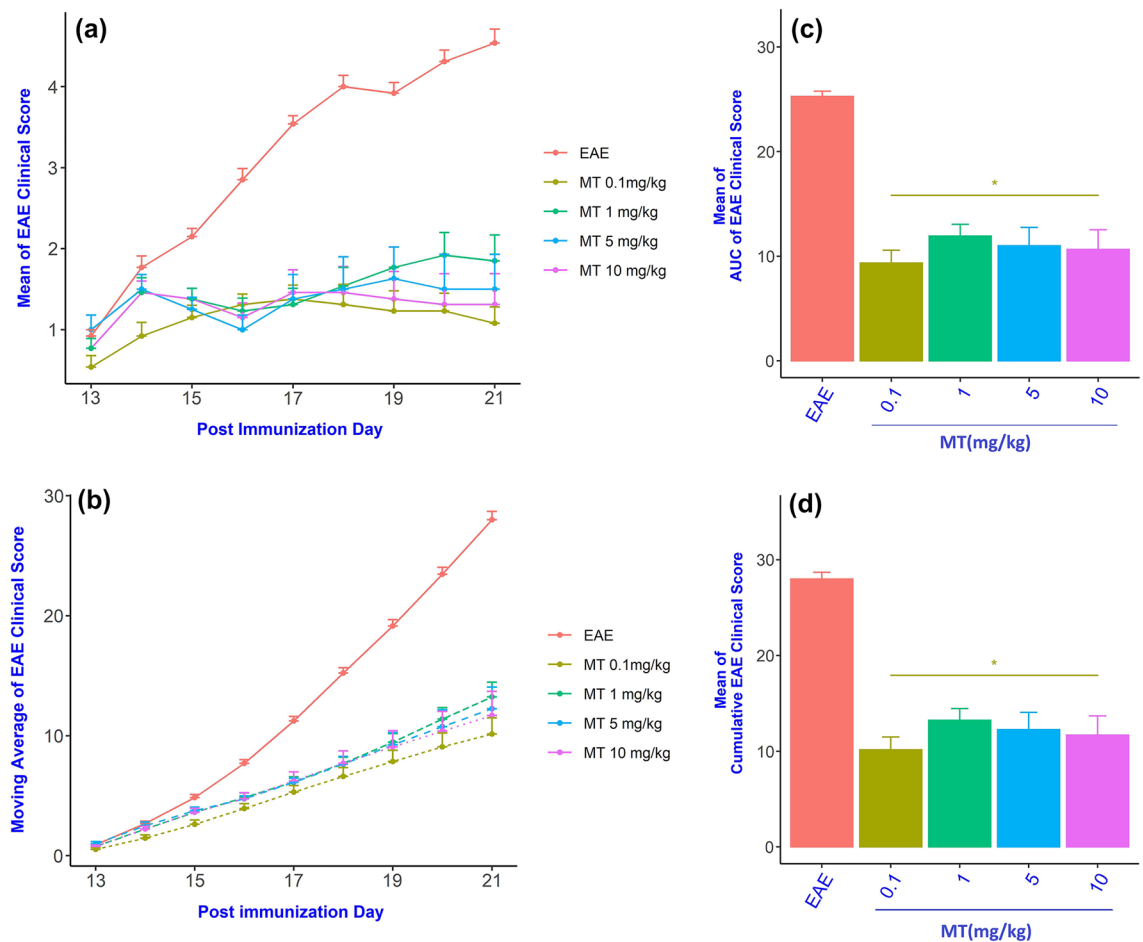 (a)
Mean of EAE Clinical Score
4
3
2
1
13
15
17
19
21
Post Immunization Day
EAE
MT 0.1mg/kg
MT 1 mg/kg
MT 5 mg/kg
MT 10 mg/kg
(c)
Mean of
AUC of EAE Clinical Score
30
20
10
0
EAE
0.1
1
5
10
MT(mg/kg)
*
(b)
Moving Average of EAE Clinical Score
30
20
10
0
13
15
17
19
21
Post immunization Day
EAE
MT 0.1mg/kg
MT 1 mg/kg
MT 5 mg/kg
MT 10 mg/kg
(d)
Mean of
Cumulative EAE Clinical Score
30
20
10
0
EAE
0.1
1
5
10
MT(mg/kg)
*